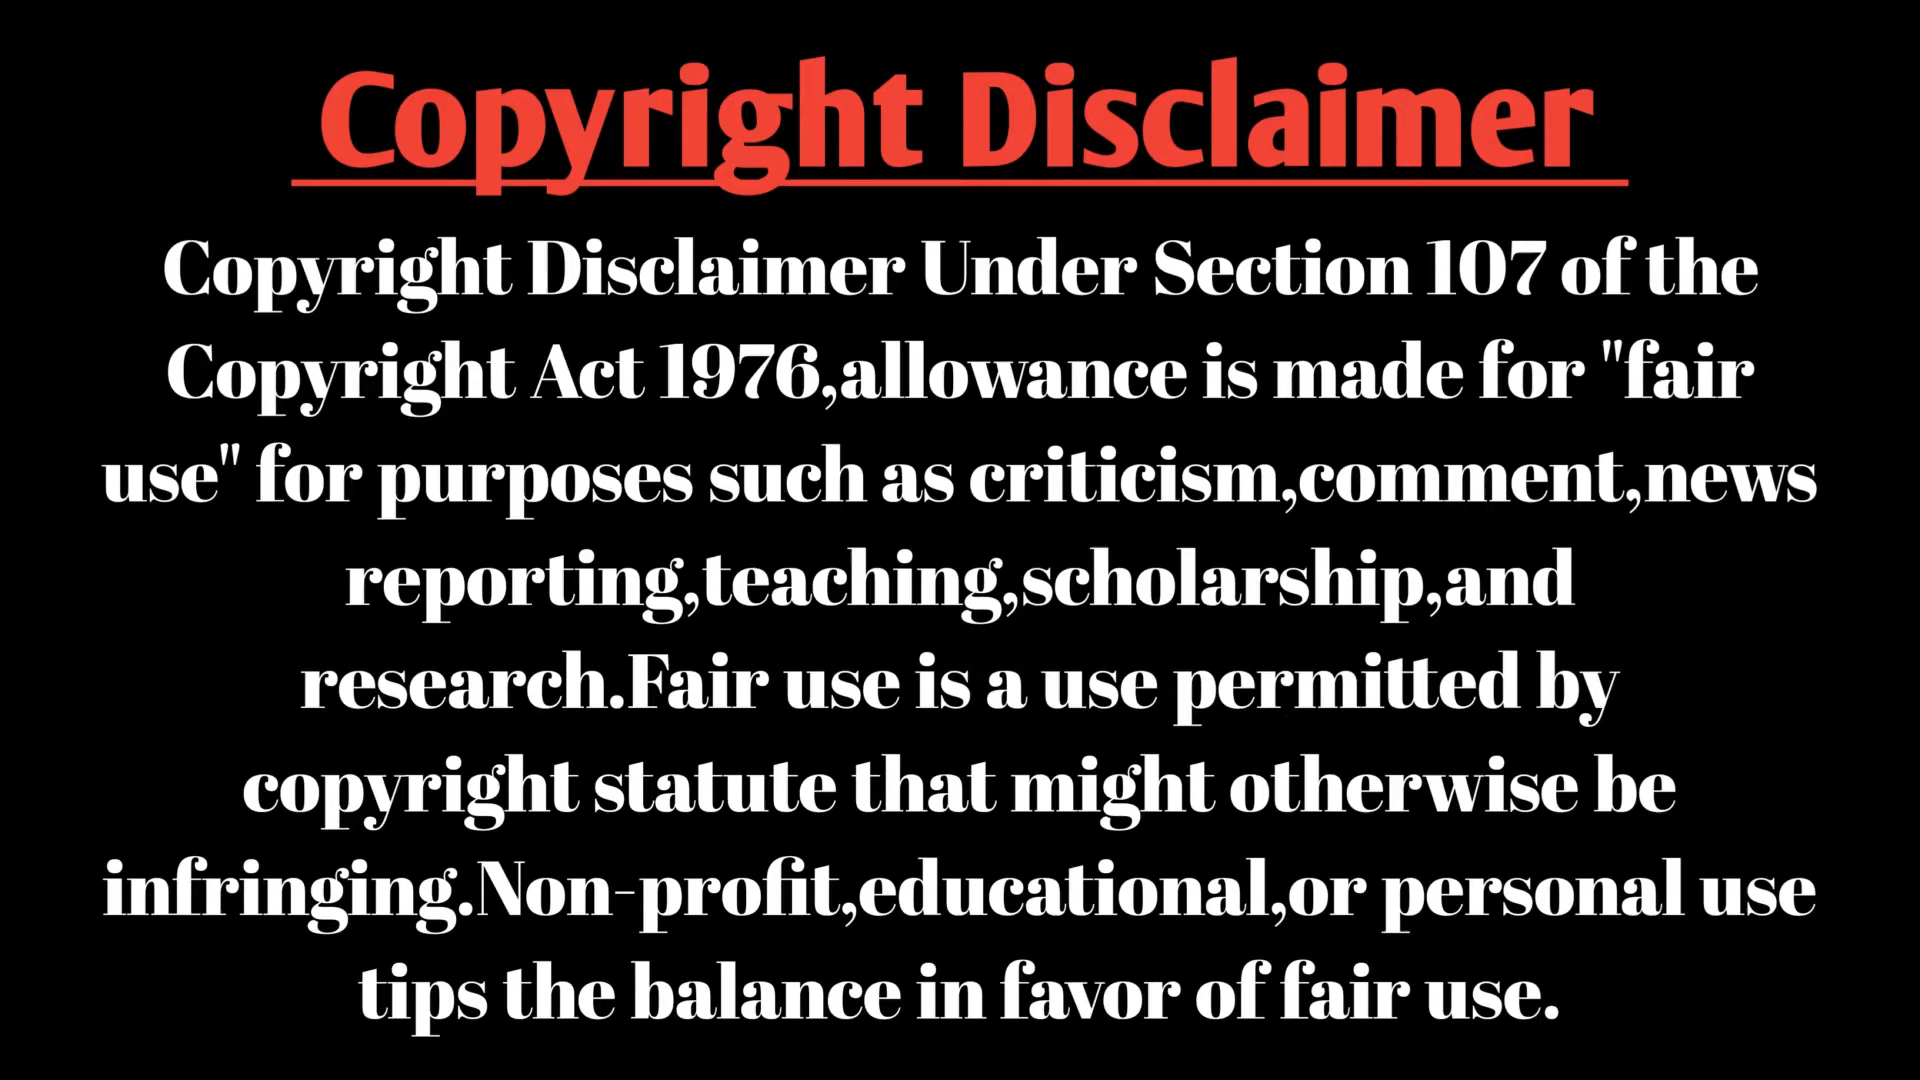 Copyright Disclaimer
Copyright Disclaimer Under Section 107 of the
Copyright Act 1976,allowance is made for "fair
use" for purposes such as criticism,comment,news
reporting,teaching,scholarship,and
research.Fair use is a use permitted by
copyright statute that might otherwise be
infringing.Non-profit,educational,or personal use
tips the balance in favor of fair use.